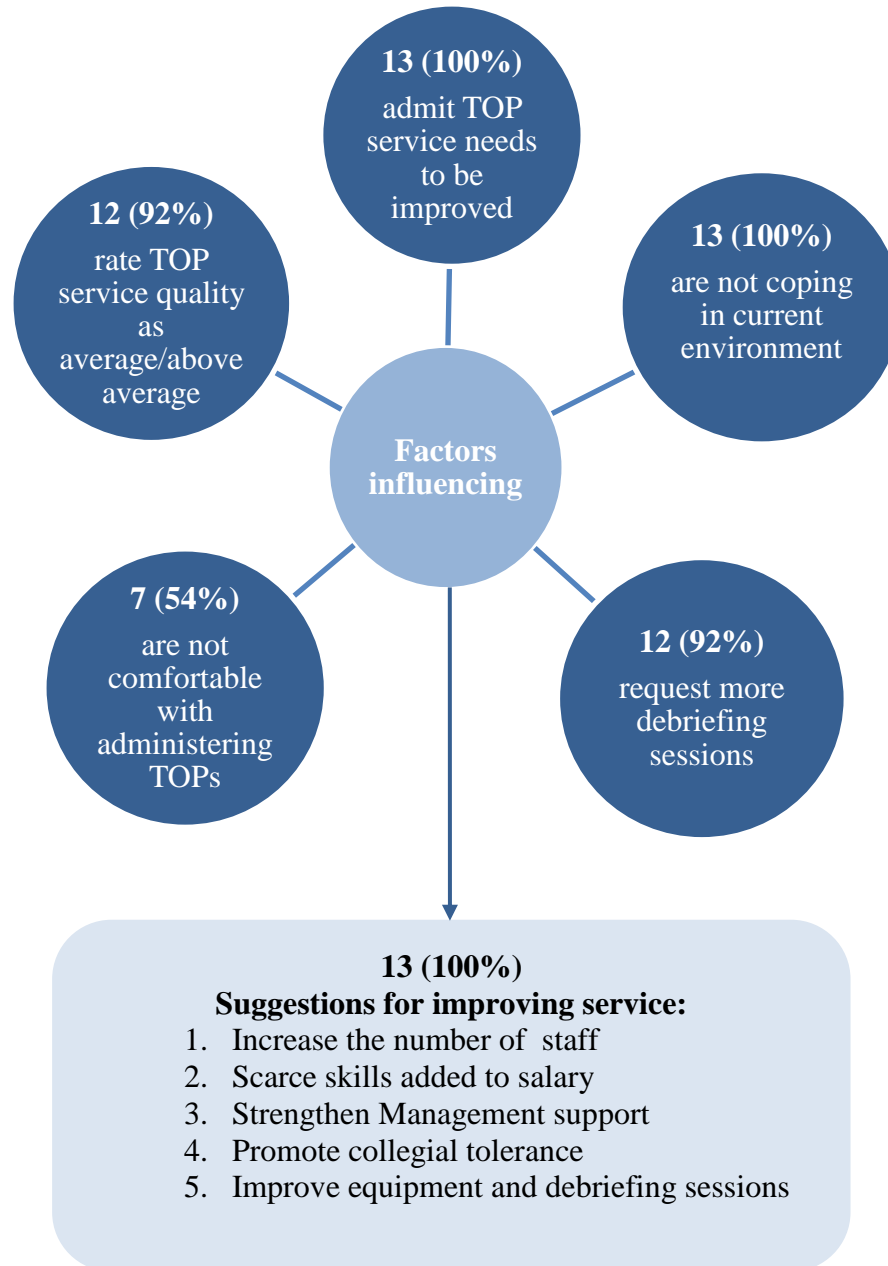 13 (100%)
admit TOP
service needs
to be
improved
12 (92%)
rate TOP
service quality
as
average/above
average
13 (100%)
are not coping
in current
environment
Factors
influencing
7 (54%)
are not
comfortable
with
administering
TOPs
12 (92%)
request more
debriefing
sessions
13 (100%)
Suggestions for improving service:
1. Increase the number of staff
2. Scarce skills added to salary
3. Strengthen Management support
4. Promote collegial tolerance
5. Improve equipment and debriefing sessions